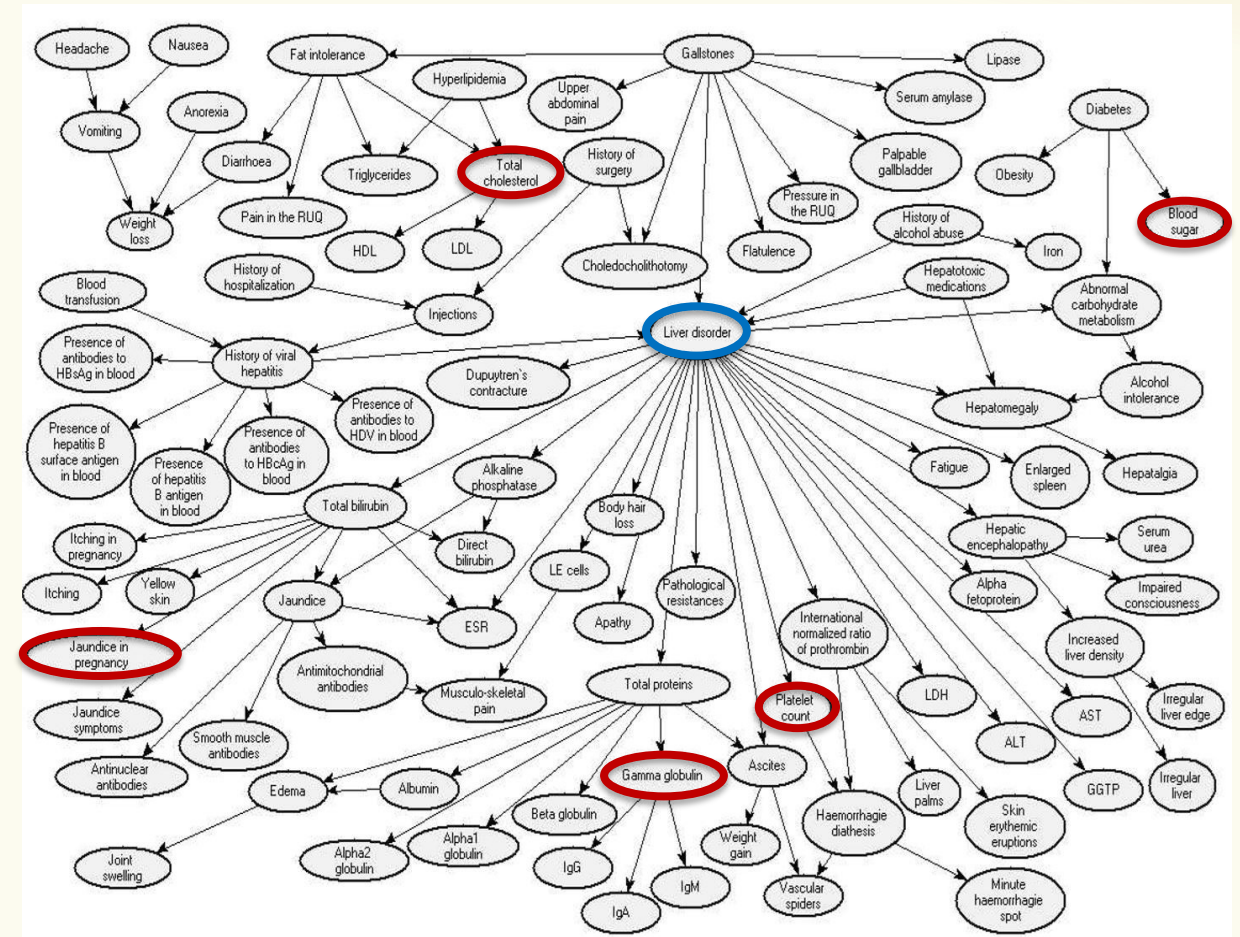 Headache
Nausea
Fat intolerance
Gallstones
Lipase
Hyperlipidemia
Upper
abdominal
pain
Serum amylase
Diabetes
Vomiting
Anorexia
Diarrhoea
Triglycerides
Total
cholesterol
History of
surgery
Palpable
gallbladder
Obesity
Weight
loss
Pain in the RUQ
HDL
LDL
Pressure in
the RUQ
Flatulence
History of
alcohol abuse
Iron
Blood
sugar
Choledocholithotomy
Blood
transfusion
History of
hospitalization
Injections
Hepatotoxic
medications
Abnormal
carbohydrate
metabolism
Liver disorder
Presence of
antibodies to
HBsAg in blood
History of viral
hepatitis
Dupuytren`s
contracture
Alcohol
intolerance
Hepatomegaly
Presence of
antibodies to
HDV in blood
Presence of
hepatitis B
surface antigen
in blood
Presence
of hepatitis
B antigen
in blood
Presence of
antibodies
to HBcAg in
blood
Alkaline
phosphatase
Fatigue
Enlarged
spleen
Hepatalgia
Total bilirubin
Body hair
loss
Itching in
pregnancy
Direct
bilirubin
Hepatic
encephalopathy
Serum
urea
Itching
Yellow
skin
Jaundice
LE cells
Pathological
resistances
Alpha
fetoprotein
Impaired
consciousness
ESR
Apathy
International
normalized ratio
of prothrombin
Increased
liver density
Jaundice in
pregnancy
Antimitochondrial
antibodies
Musculo-skeletal
pain
Total proteins
Platelet
count
LDH
AST
Irregular
liver edge
Jaundice
symptoms
Smooth muscle
antibodies
ALT
Antinuclear
antibodies
Edema
Albumin
Gamma globulin
Ascites
Liver
palms
GGTP
Irregular
liver
Beta globulin
Haemorrhagie
diathesis
Skin
erythemic
eruptions
Joint
swelling
Alpha2
globulin
Alpha1
globulin
IgG
Weight
gain
IgA
IgM
Vascular
spiders
Minute
haemorrhagie
spot